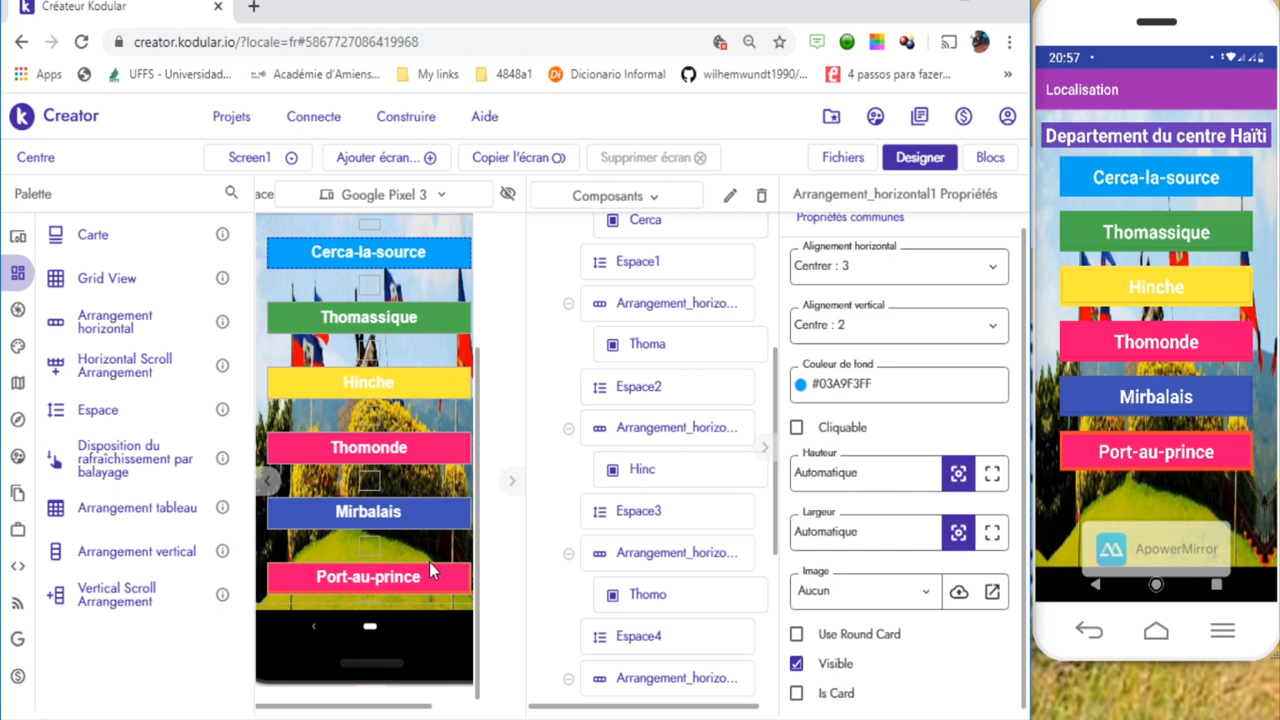 Créateur Kodular
creator.kodular.io/?locale=fr#5867727086419968
Apps
UFFS - Universidad...
Académie d'Amiens...
My links
4848a1
Dicionario Informal
wilhemwundt1990/...
4 passos para fazer...
»
Creator
Projets
Connecte
Construire
Aide
Centre
Screen1
Ajouter écran...
Copier l'écran
Supprimer écran
Fichiers
Designer
Blocs
Palette
Carte
Grid View
Arrangement
horizontal
Horizontal Scroll
Arrangement
Espace
Disposition du
rafraîchissement par
balayage
Arrangement tableau
Arrangement vertical
Vertical Scroll
Arrangement
ace
Google Pixel 3
Cerca-la-source
Thomassique
Hinche
Thomonde
Mirbalais
Port-au-prince
Composants
Cerca
Espace1
Arrangement_horizo...
Thoma
Espace2
Arrangement_horizo...
Hinc
Espace3
Arrangement_horizo...
Thomo
Espace4
Arrangement_horizo...
Arrangement_horizontal1 Propriétés
Propriétés communes
Alignement horizontal
Centrer : 3
Alignement vertical
Centre : 2
Couleur de fond
#03A9F3FF
Cliquable
Hauteur
Automatique
Largeur
Automatique
Image
Aucun
Use Round Card
Visible
Is Card
20:57
Localisation
Departement du centre Haïti
Cerca-la-source
Thomassique
Hinche
Thomonde
Mirbalais
Port-au-prince
ApowerMirror